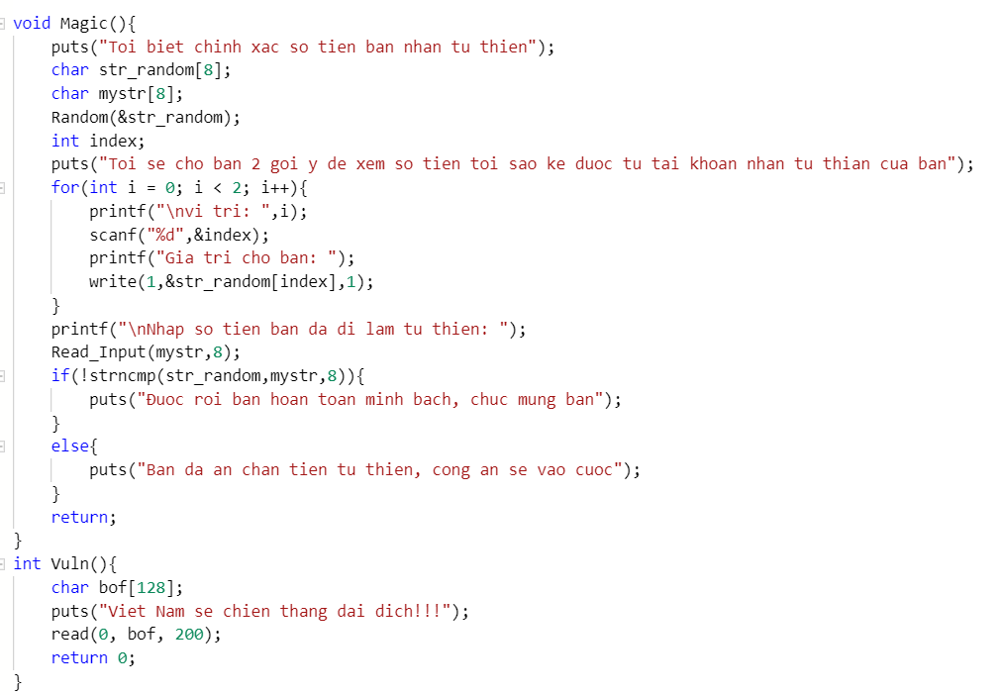 void Magic(){
    puts("Toi biet chinh xac so tien ban nhan tu thien");
    char str_random[8];
    char mystr[8];
    Random(&str_random);
    int index;
    puts("Toi se cho ban 2 goi y de xem so tien toi sao ke duoc tu tai khoan nhan tu thian cua ban");
    for(int i = 0; i < 2; i++){
        printf("\nvi tri: ",i);
        scanf("%d",&index);
        printf("Gia tri cho ban: ");
        write(1,&str_random[index],1);
    }
    printf("\nNhap so tien ban da di lam tu thien: ");
    Read_Input(mystr,8);
    if(!strncmp(str_random,mystr,8)){
        puts("Đuoc roi ban hoan toan minh bach, chuc mung ban");
    }
    else{
        puts("Ban da an chan tien tu thien, cong an se vao cuoc");
    }
    return;
}
int Vuln(){
    char bof[128];
    puts("Viet Nam se chien thang dai dich!!!");
    read(0, bof, 200);
    return 0;
}